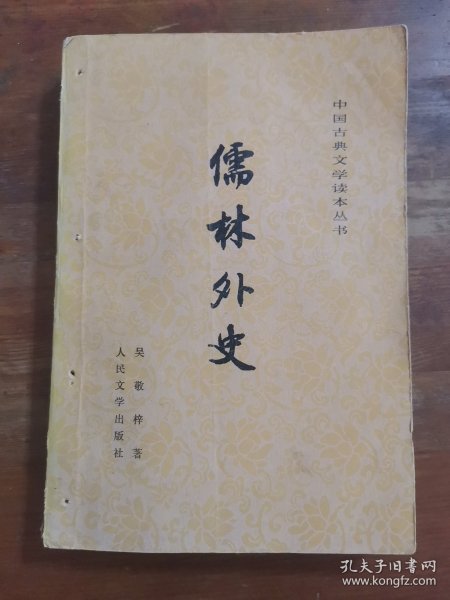 中国古典文学读本丛书
儒林外史
吴敬梓著
人民文学出版社
孔夫子旧书网
www.kongfz.com